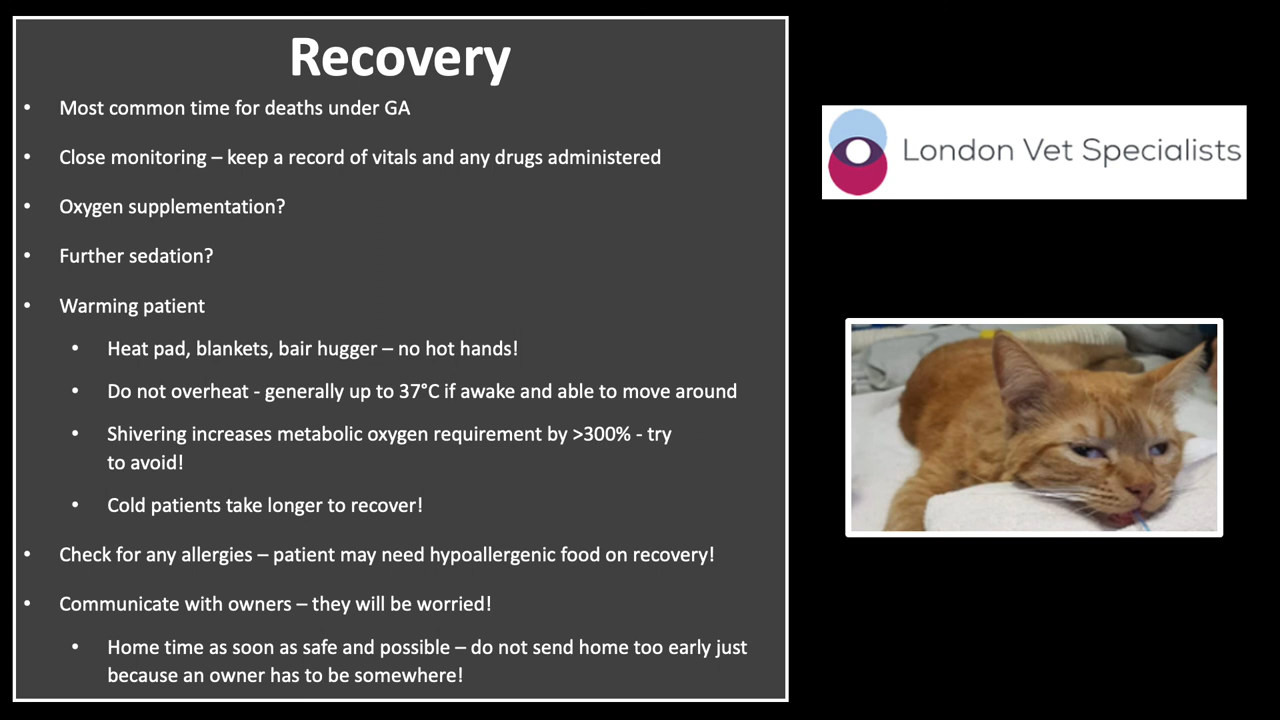 Recovery
• Most common time for deaths under GA
• Close monitoring – keep a record of vitals and any drugs administered
• Oxygen supplementation?
• Further sedation?
• Warming patient
• Heat pad, blankets, bair hugger – no hot hands!
• Do not overheat - generally up to 37°C if awake and able to move around
• Shivering increases metabolic oxygen requirement by >300% - try
to avoid!
• Cold patients take longer to recover!
• Check for any allergies – patient may need hypoallergenic food on recovery!
• Communicate with owners – they will be worried!
• Home time as soon as safe and possible – do not send home too early just
because an owner has to be somewhere!
London Vet Specialists